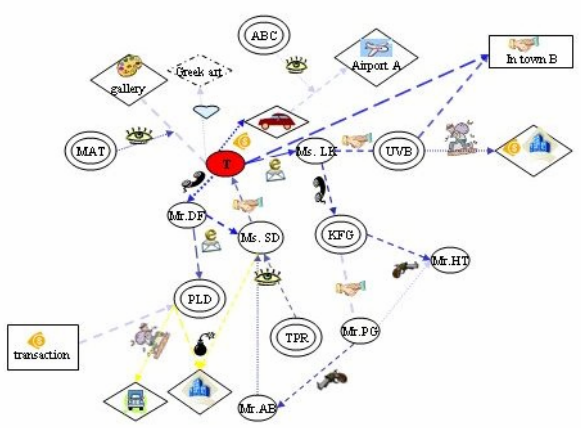 ABC
gallery
Greek art
Airport A
In town B
MAT
T
Ms. LK
UVB
Mr.DF
Ms. SD
KFG
Mr.HT
PLD
transaction
TPR
Mr.PG
Mr.AB